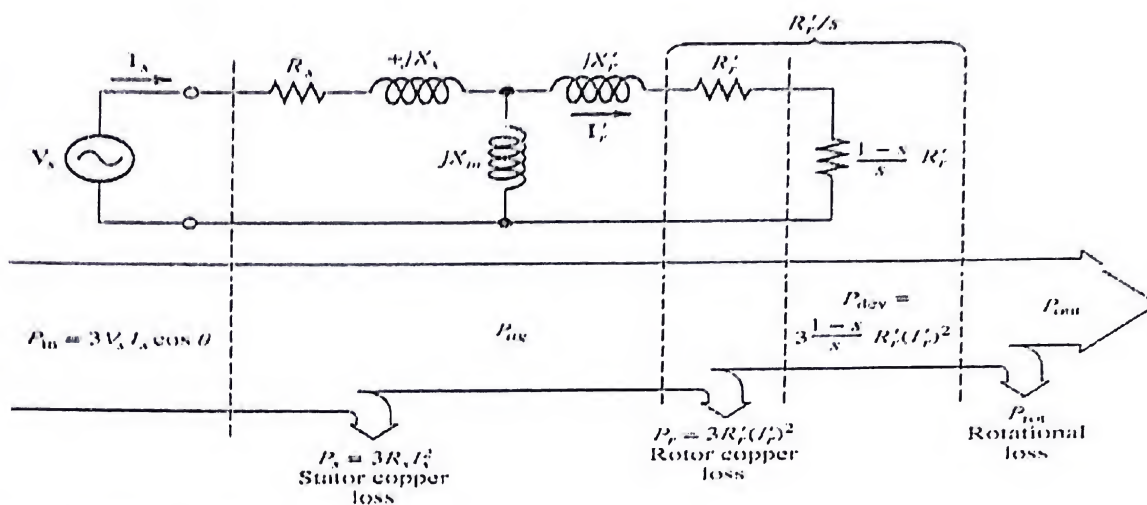 R′r/s
Is
Rs
+jXs
jX′r
R′r
I′r
Vs
jXm
1 − s
s
R′r
Pin = 3VsIs cos θ
Pag
Pdev =
3 1 − s
s
R′r(I′r)²
Pout
Ps = 3RsI²s
Stator copper
loss
Pr = 3R′r(I′r)²
Rotor copper
loss
Prot
Rotational
loss